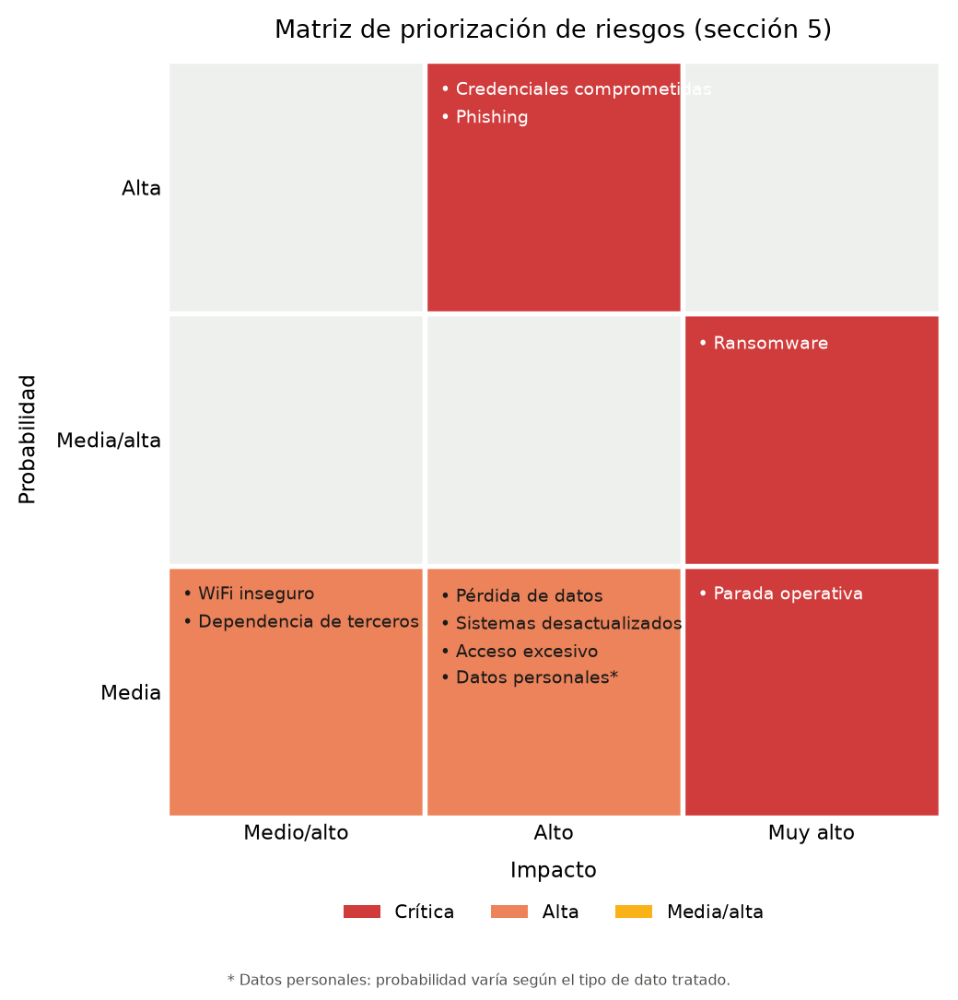 Matriz de priorización de riesgos (sección 5)
Probabilidad
Alta
• Credenciales comprometidas
• Phishing
Media/alta
• Ransomware
Media
• WiFi inseguro
• Dependencia de terceros
• Pérdida de datos
• Sistemas desactualizados
• Acceso excesivo
• Datos personales*
• Parada operativa
Medio/alto
Alto
Muy alto
Impacto
Crítica
Alta
Media/alta
* Datos personales: probabilidad varía según el tipo de dato tratado.